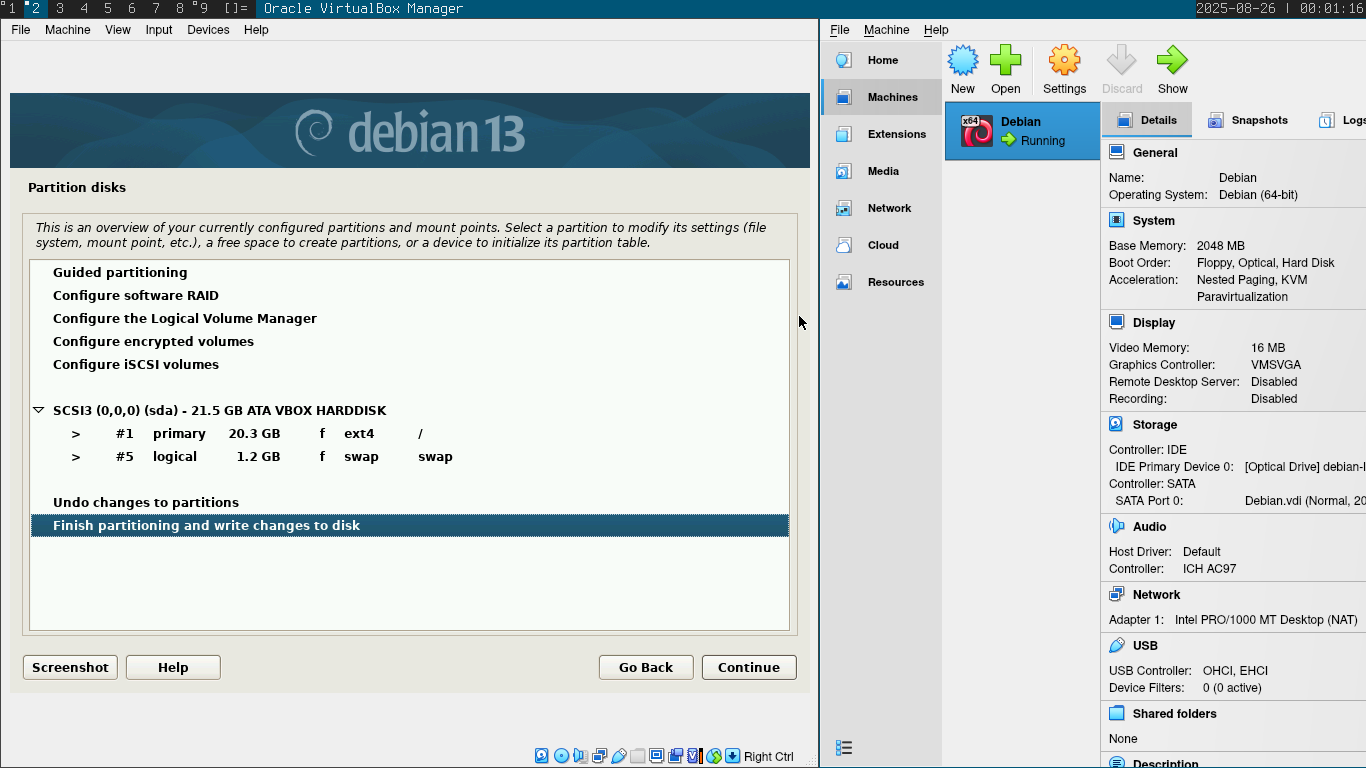 1 2 3 4 5 6 7 8 9 []= Oracle VirtualBox Manager 2025-08-26 | 00:01:16
File Machine View Input Devices Help
debian 13
Partition disks
This is an overview of your currently configured partitions and mount points. Select a partition to modify its settings (file
system, mount point, etc.), a free space to create partitions, or a device to initialize its partition table.
Guided partitioning
Configure software RAID
Configure the Logical Volume Manager
Configure encrypted volumes
Configure iSCSI volumes
SCSI3 (0,0,0) (sda) - 21.5 GB ATA VBOX HARDDISK
> #1 primary 20.3 GB f ext4 /
> #5 logical 1.2 GB f swap swap
Undo changes to partitions
Finish partitioning and write changes to disk
Screenshot Help Go Back Continue
Right Ctrl
File Machine Help
Home
Machines
Extensions
Media
Network
Cloud
Resources
New Open Settings Discard Show
x64
Debian
Running
Details Snapshots Logs
General
Name: Debian
Operating System: Debian (64-bit)
System
Base Memory: 2048 MB
Boot Order: Floppy, Optical, Hard Disk
Acceleration: Nested Paging, KVM
Paravirtualization
Display
Video Memory: 16 MB
Graphics Controller: VMSVGA
Remote Desktop Server: Disabled
Recording: Disabled
Storage
Controller: IDE
IDE Primary Device 0: [Optical Drive] debian-
Controller: SATA
SATA Port 0: Debian.vdi (Normal, 20
Audio
Host Driver: Default
Controller: ICH AC97
Network
Adapter 1: Intel PRO/1000 MT Desktop (NAT)
USB
USB Controller: OHCI, EHCI
Device Filters: 0 (0 active)
Shared folders
None
Description